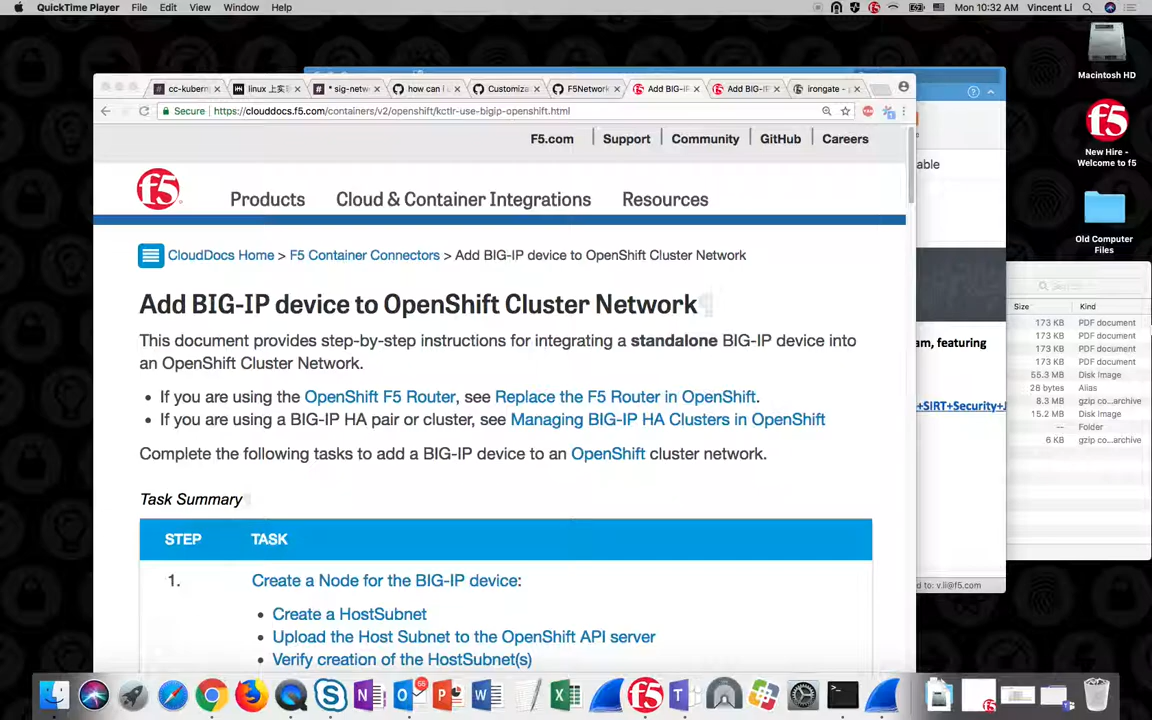 QuickTime Player File Edit View Window Help
Mon 10:32 AM Vincent Li
cc-kubern
linux 上实
* sig-netw
how can i
Customiza
F5Network
Add BIG-I
Add BIG-I
irongate -
Secure https://clouddocs.f5.com/containers/v2/openshift/kctlr-use-bigip-openshift.html
F5.com Support Community GitHub Careers
f5 Products Cloud & Container Integrations Resources
CloudDocs Home > F5 Container Connectors > Add BIG-IP device to OpenShift Cluster Network
Add BIG-IP device to OpenShift Cluster Network
This document provides step-by-step instructions for integrating a standalone BIG-IP device into
an OpenShift Cluster Network.
• If you are using the OpenShift F5 Router, see Replace the F5 Router in OpenShift.
• If you are using a BIG-IP HA pair or cluster, see Managing BIG-IP HA Clusters in OpenShift
Complete the following tasks to add a BIG-IP device to an OpenShift cluster network.
Task Summary
STEP TASK
1. Create a Node for the BIG-IP device:
• Create a HostSubnet
• Upload the Host Subnet to the OpenShift API server
• Verify creation of the HostSubnet(s)
able
am, featuring
+SIRT+Security+J
d to: v.li@f5.com
Macintosh HD
f5
New Hire -
Welcome to f5
Old Computer
Files
Size Kind
173 KB PDF document
173 KB PDF document
173 KB PDF document
173 KB PDF document
55.3 MB Disk Image
28 bytes Alias
8.3 MB gzip co...archive
15.2 MB Disk Image
-- Folder
6 KB gzip co...archive